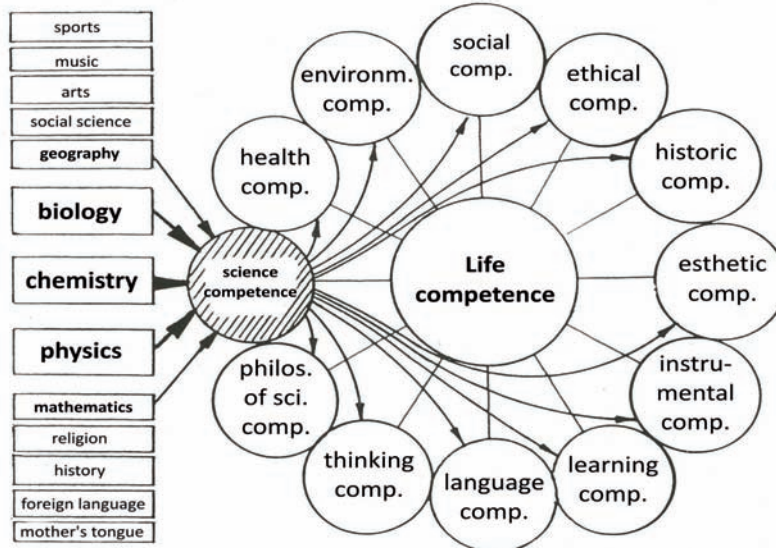 sports
music
arts
social science
geography
biology
chemistry
physics
mathematics
religion
history
foreign language
mother's tongue
science
competence
health
comp.
environm.
comp.
social
comp.
ethical
comp.
historic
comp.
esthetic
comp.
instru-
mental
comp.
learning
comp.
language
comp.
thinking
comp.
philos.
of sci.
comp.
Life
competence